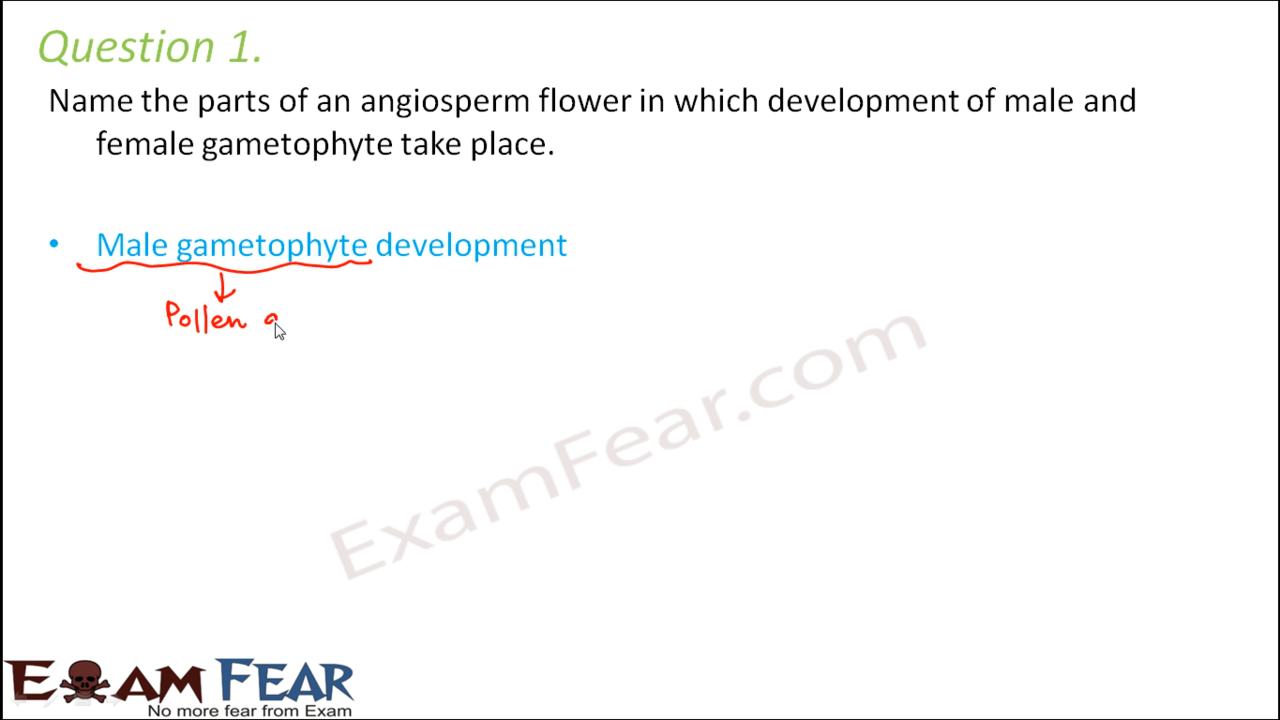 Question 1.
Name the parts of an angiosperm flower in which development of male and
female gametophyte take place.
• Male gametophyte development
Pollen
ExamFear.com
EXAM FEAR
No more fear from Exam